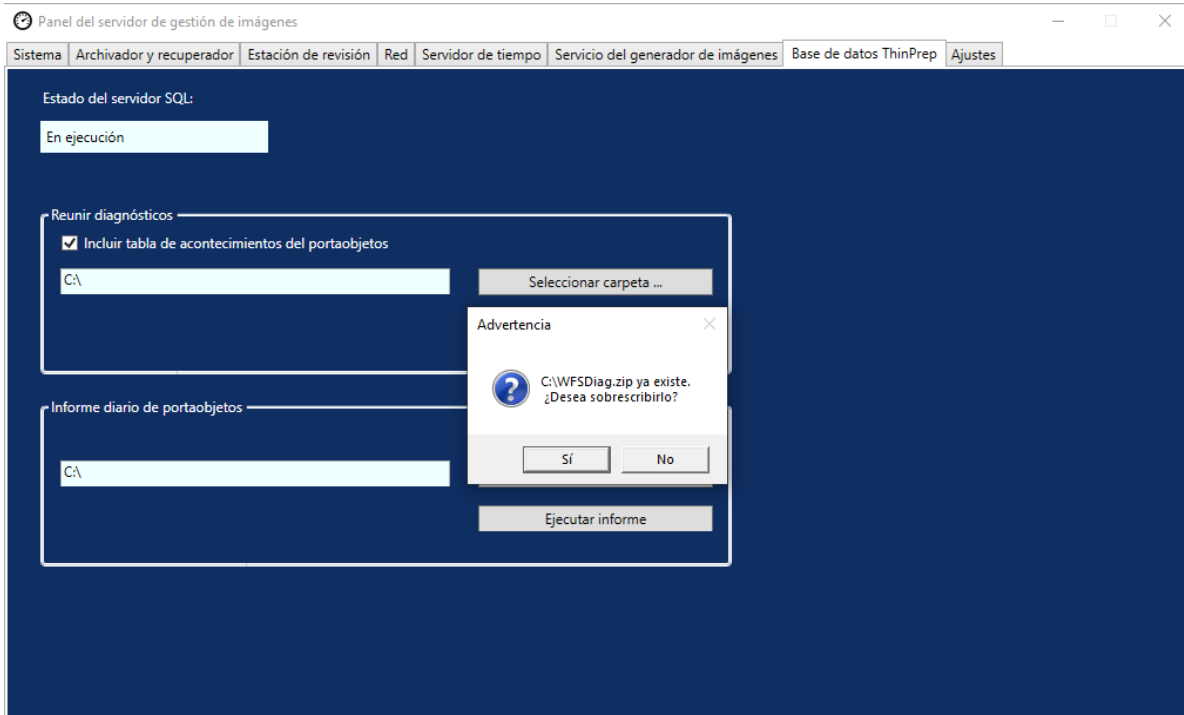 Panel del servidor de gestión de imágenes
Sistema Archivador y recuperador Estación de revisión Red Servidor de tiempo Servicio del generador de imágenes Base de datos ThinPrep Ajustes
Estado del servidor SQL:
En ejecución
Reunir diagnósticos
Incluir tabla de acontecimientos del portaobjetos
C:\ Seleccionar carpeta ...
Advertencia
C:\WFSDiag.zip ya existe.
¿Desea sobrescribirlo?
Sí No
Informe diario de portaobjetos
C:\
Ejecutar informe